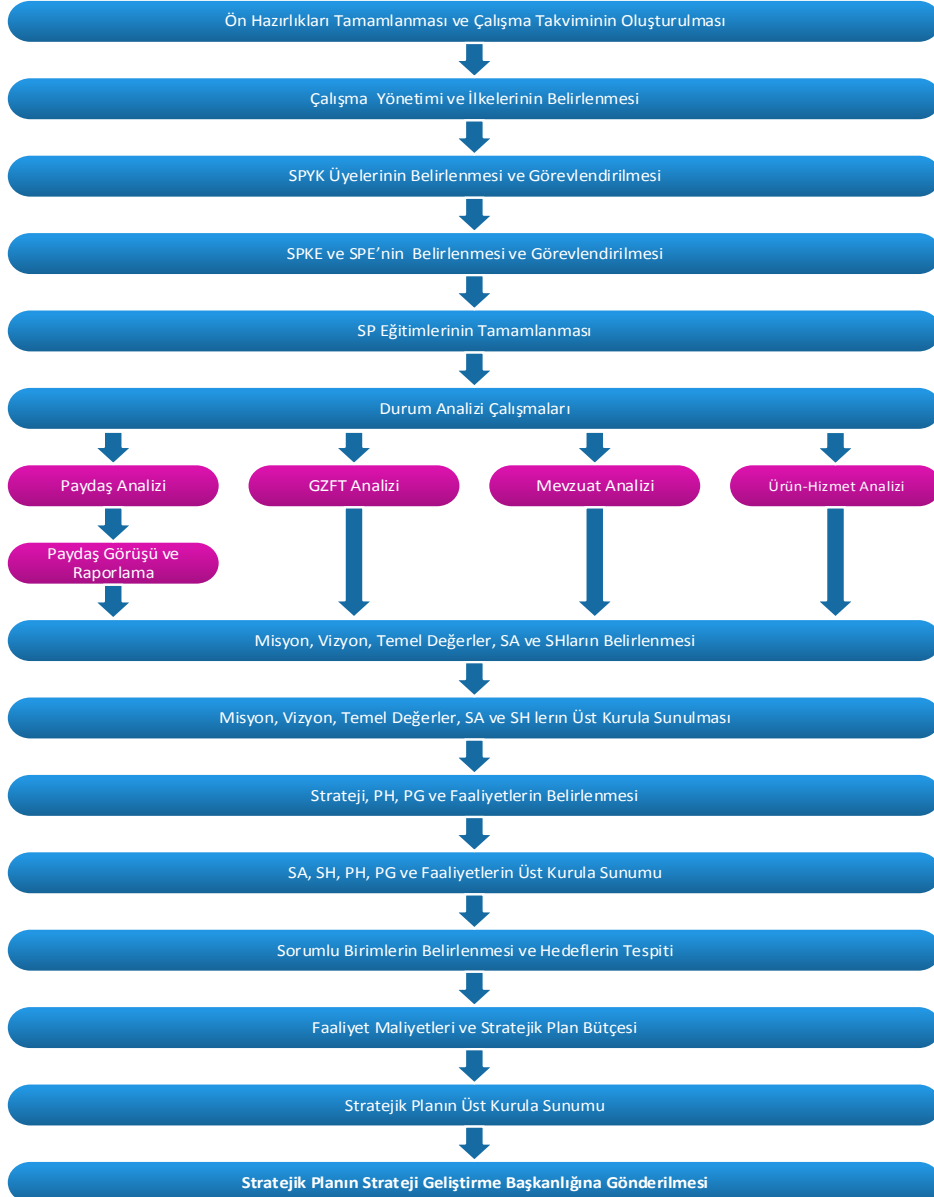 Ön Hazırlıkları Tamamlanması ve Çalışma Takviminin Oluşturulması
Çalışma Yönetimi ve İlkelerinin Belirlenmesi
SPYK Üyelerinin Belirlenmesi ve Görevlendirilmesi
SPKE ve SPE’nin Belirlenmesi ve Görevlendirilmesi
SP Eğitimlerinin Tamamlanması
Durum Analizi Çalışmaları
Paydaş Analizi
GZFT Analizi
Mevzuat Analizi
Ürün-Hizmet Analizi
Paydaş Görüşü ve
Raporlama
Misyon, Vizyon, Temel Değerler, SA ve SHların Belirlenmesi
Misyon, Vizyon, Temel Değerler, SA ve SH lerın Üst Kurula Sunulması
Strateji, PH, PG ve Faaliyetlerin Belirlenmesi
SA, SH, PH, PG ve Faaliyetlerin Üst Kurula Sunumu
Sorumlu Birimlerin Belirlenmesi ve Hedeflerin Tespiti
Faaliyet Maliyetleri ve Stratejik Plan Bütçesi
Stratejik Planın Üst Kurula Sunumu
Stratejik Planın Strateji Geliştirme Başkanlığına Gönderilmesi